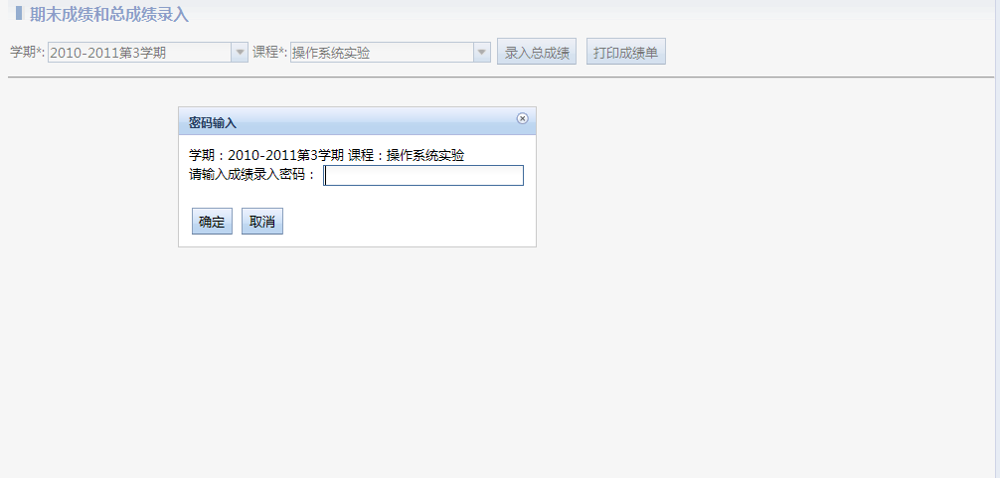 期末成绩和总成绩录入
学期*: 2010-2011第3学期 课程*: 操作系统实验 录入总成绩 打印成绩单
密码输入
学期：2010-2011第3学期 课程：操作系统实验
请输入成绩录入密码：
确定 取消